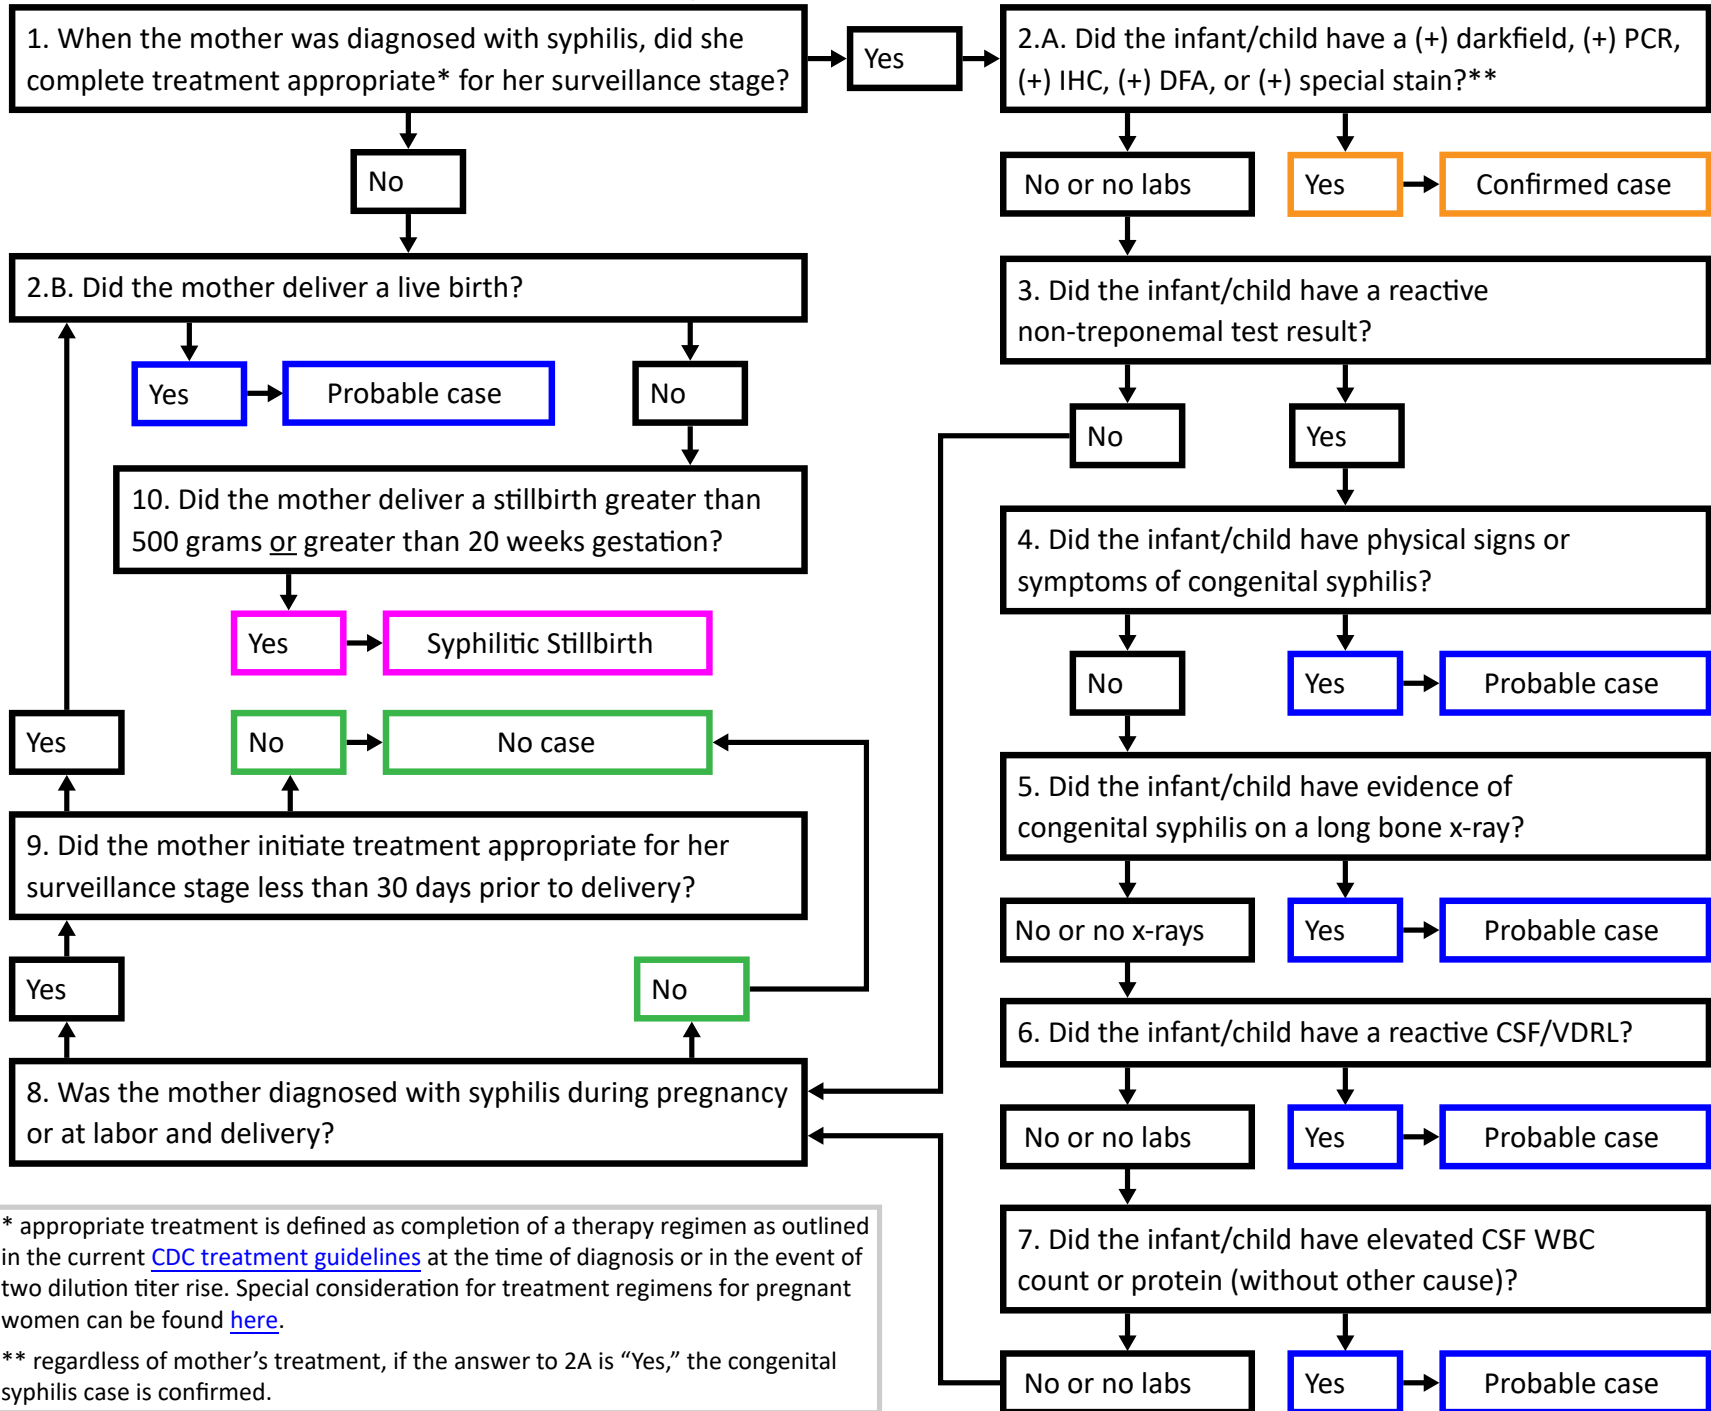 1. When the mother was diagnosed with syphilis, did she
complete treatment appropriate* for her surveillance stage?
Yes
No
2.A. Did the infant/child have a (+) darkfield, (+) PCR,
(+) IHC, (+) DFA, or (+) special stain?**
No or no labs
Yes
Confirmed case
2.B. Did the mother deliver a live birth?
Yes
Probable case
No
3. Did the infant/child have a reactive
non-treponemal test result?
No
Yes
10. Did the mother deliver a stillbirth greater than
500 grams or greater than 20 weeks gestation?
Yes
Syphilitic Stillbirth
4. Did the infant/child have physical signs or
symptoms of congenital syphilis?
No
Yes
Probable case
Yes
No
No case
5. Did the infant/child have evidence of
congenital syphilis on a long bone x-ray?
No or no x-rays
Yes
Probable case
9. Did the mother initiate treatment appropriate for her
surveillance stage less than 30 days prior to delivery?
Yes
No
6. Did the infant/child have a reactive CSF/VDRL?
No or no labs
Yes
Probable case
8. Was the mother diagnosed with syphilis during pregnancy
or at labor and delivery?
7. Did the infant/child have elevated CSF WBC
count or protein (without other cause)?
No or no labs
Yes
Probable case
* appropriate treatment is defined as completion of a therapy regimen as outlined
in the current CDC treatment guidelines at the time of diagnosis or in the event of
two dilution titer rise. Special consideration for treatment regimens for pregnant
women can be found here.
** regardless of mother’s treatment, if the answer to 2A is “Yes,” the congenital
syphilis case is confirmed.